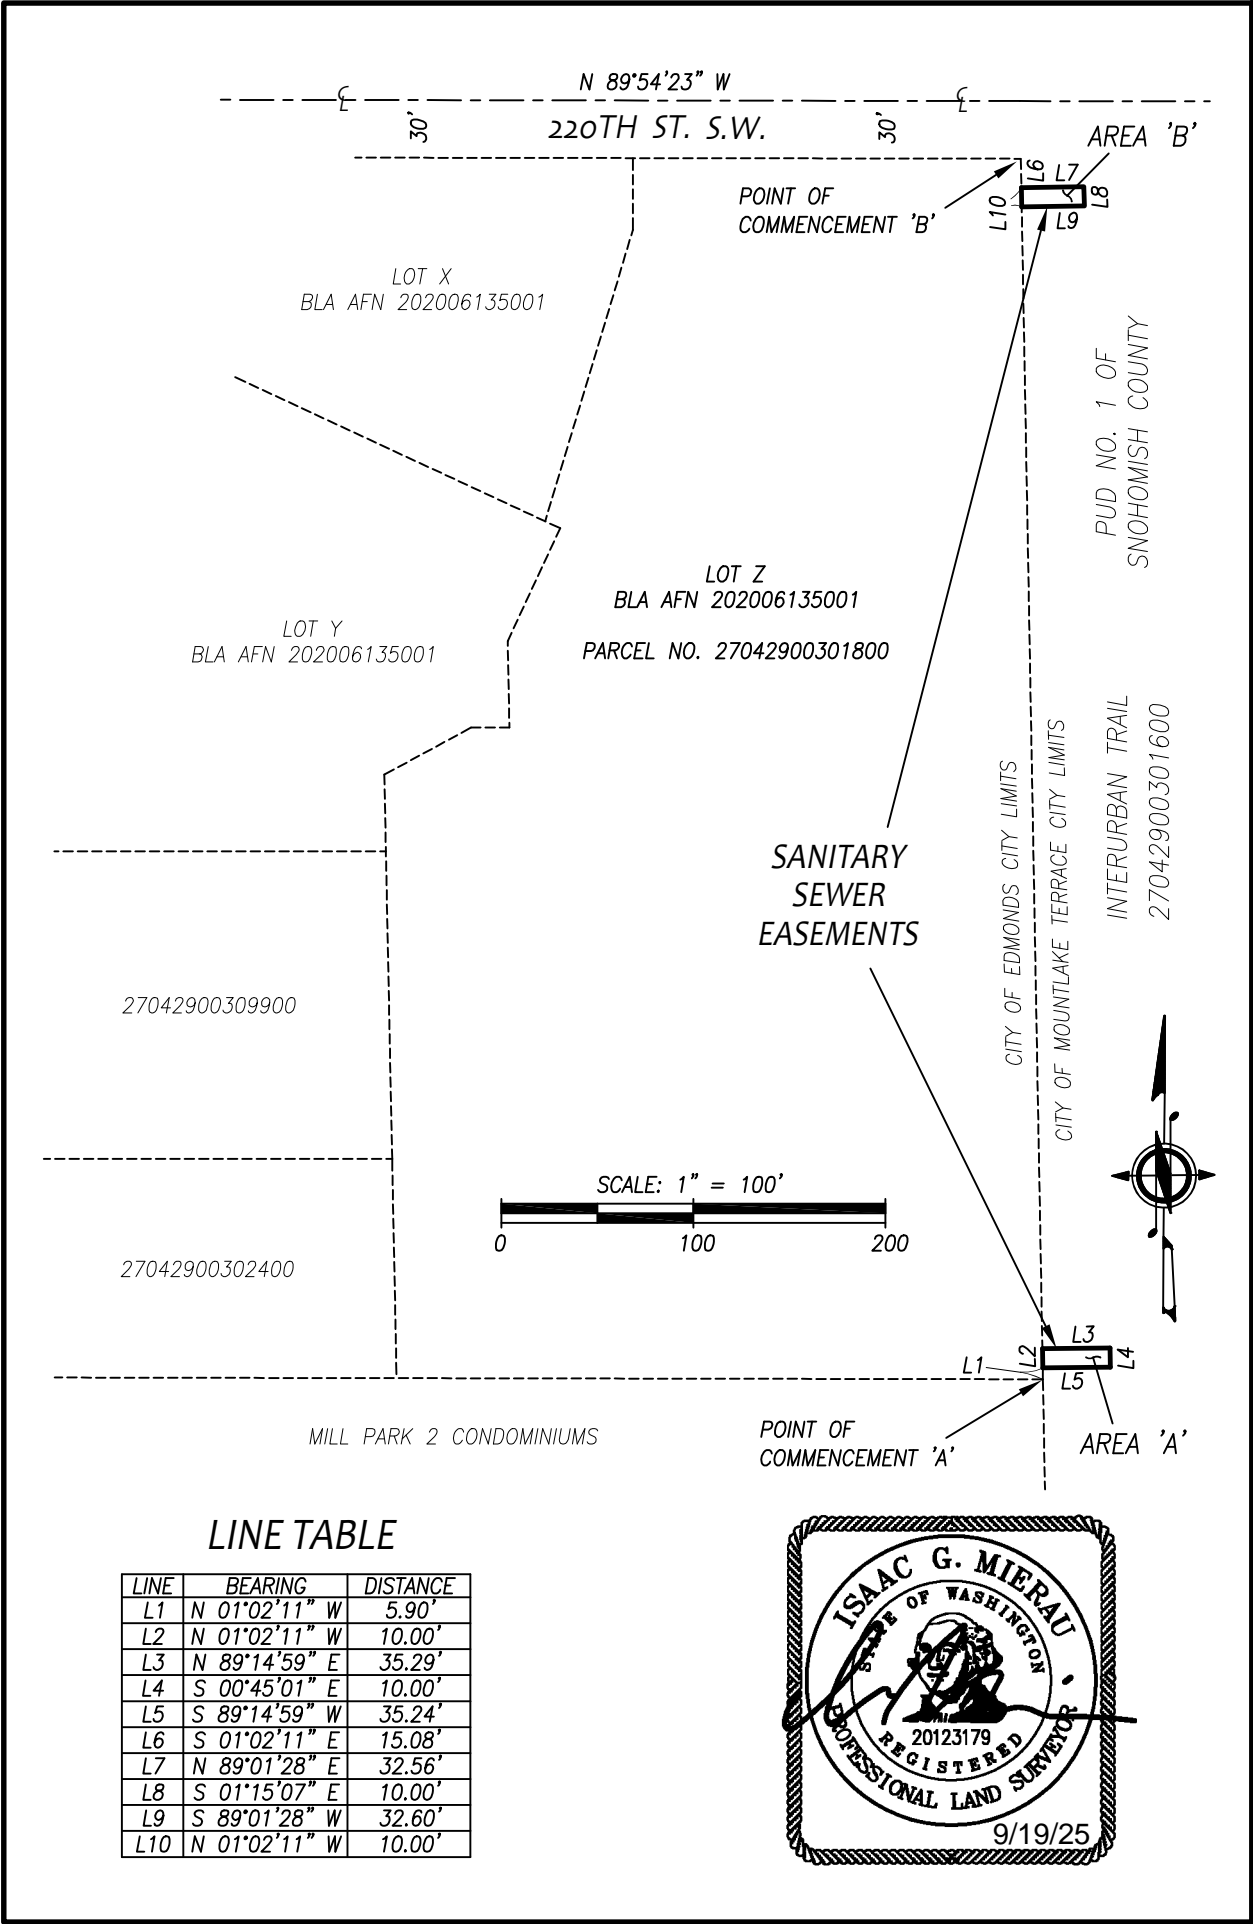 N 89°54'23" W
℄
℄
30'
220TH ST. S.W.
30'
AREA 'B'
L6
L7
L8
L9
L10
POINT OF
COMMENCEMENT 'B'
LOT X
BLA AFN 202006135001
PUD NO. 1 OF
SNOHOMISH COUNTY
LOT Z
BLA AFN 202006135001
PARCEL NO. 27042900301800
LOT Y
BLA AFN 202006135001
INTERURBAN TRAIL
27042900301600
CITY OF EDMONDS CITY LIMITS
CITY OF MOUNTLAKE TERRACE CITY LIMITS
SANITARY
SEWER
EASEMENTS
27042900309900
SCALE: 1" = 100'
0 100 200
27042900302400
L1
L2
L3
L4
L5
MILL PARK 2 CONDOMINIUMS
POINT OF
COMMENCEMENT 'A'
AREA 'A'
LINE TABLE
LINE BEARING DISTANCE
L1 N 01°02'11" W 5.90'
L2 N 01°02'11" W 10.00'
L3 N 89°14'59" E 35.29'
L4 S 00°45'01" E 10.00'
L5 S 89°14'59" W 35.24'
L6 S 01°02'11" E 15.08'
L7 N 89°01'28" E 32.56'
L8 S 01°15'07" E 10.00'
L9 S 89°01'28" W 32.60'
L10 N 01°02'11" W 10.00'
ISAAC G. MIERAU
STATE OF WASHINGTON
20123179
REGISTERED
PROFESSIONAL LAND SURVEYOR
9/19/25